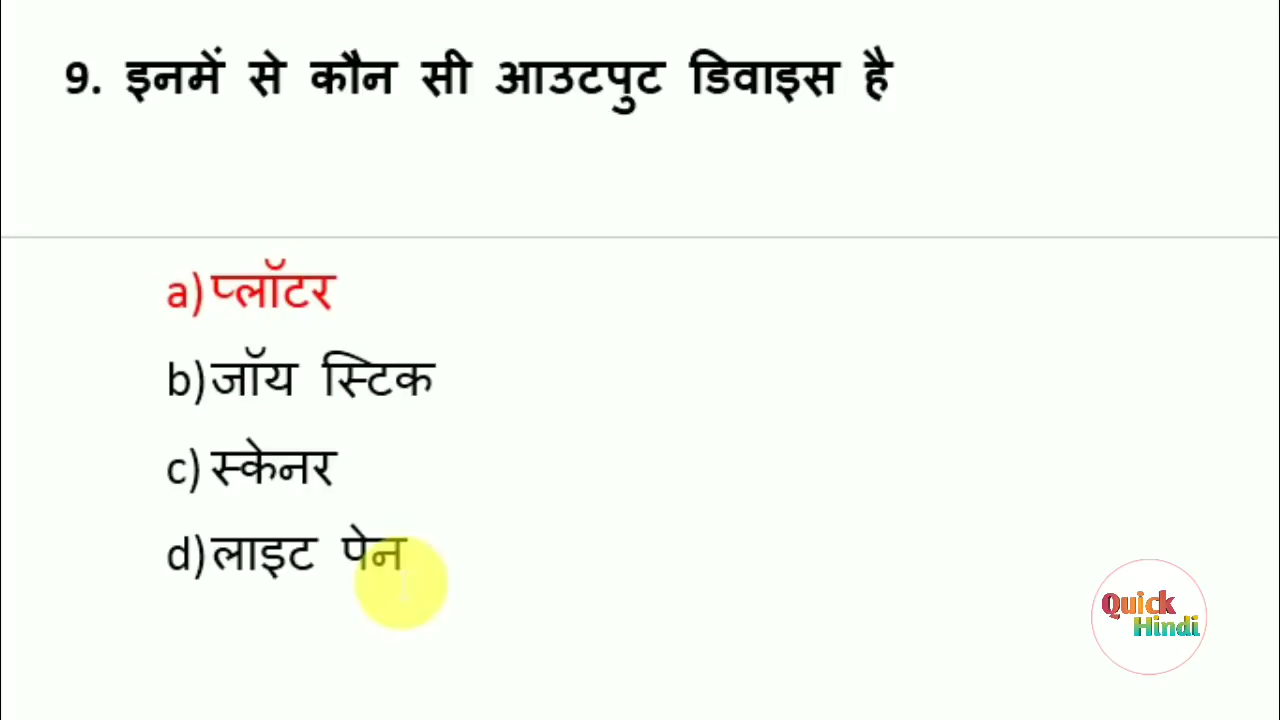 9. इनमें से कौन सी आउटपुट डिवाइस है
a) प्लॉटर
b) जॉय स्टिक
c) स्केनर
d) लाइट पेन
Quick
Hindi